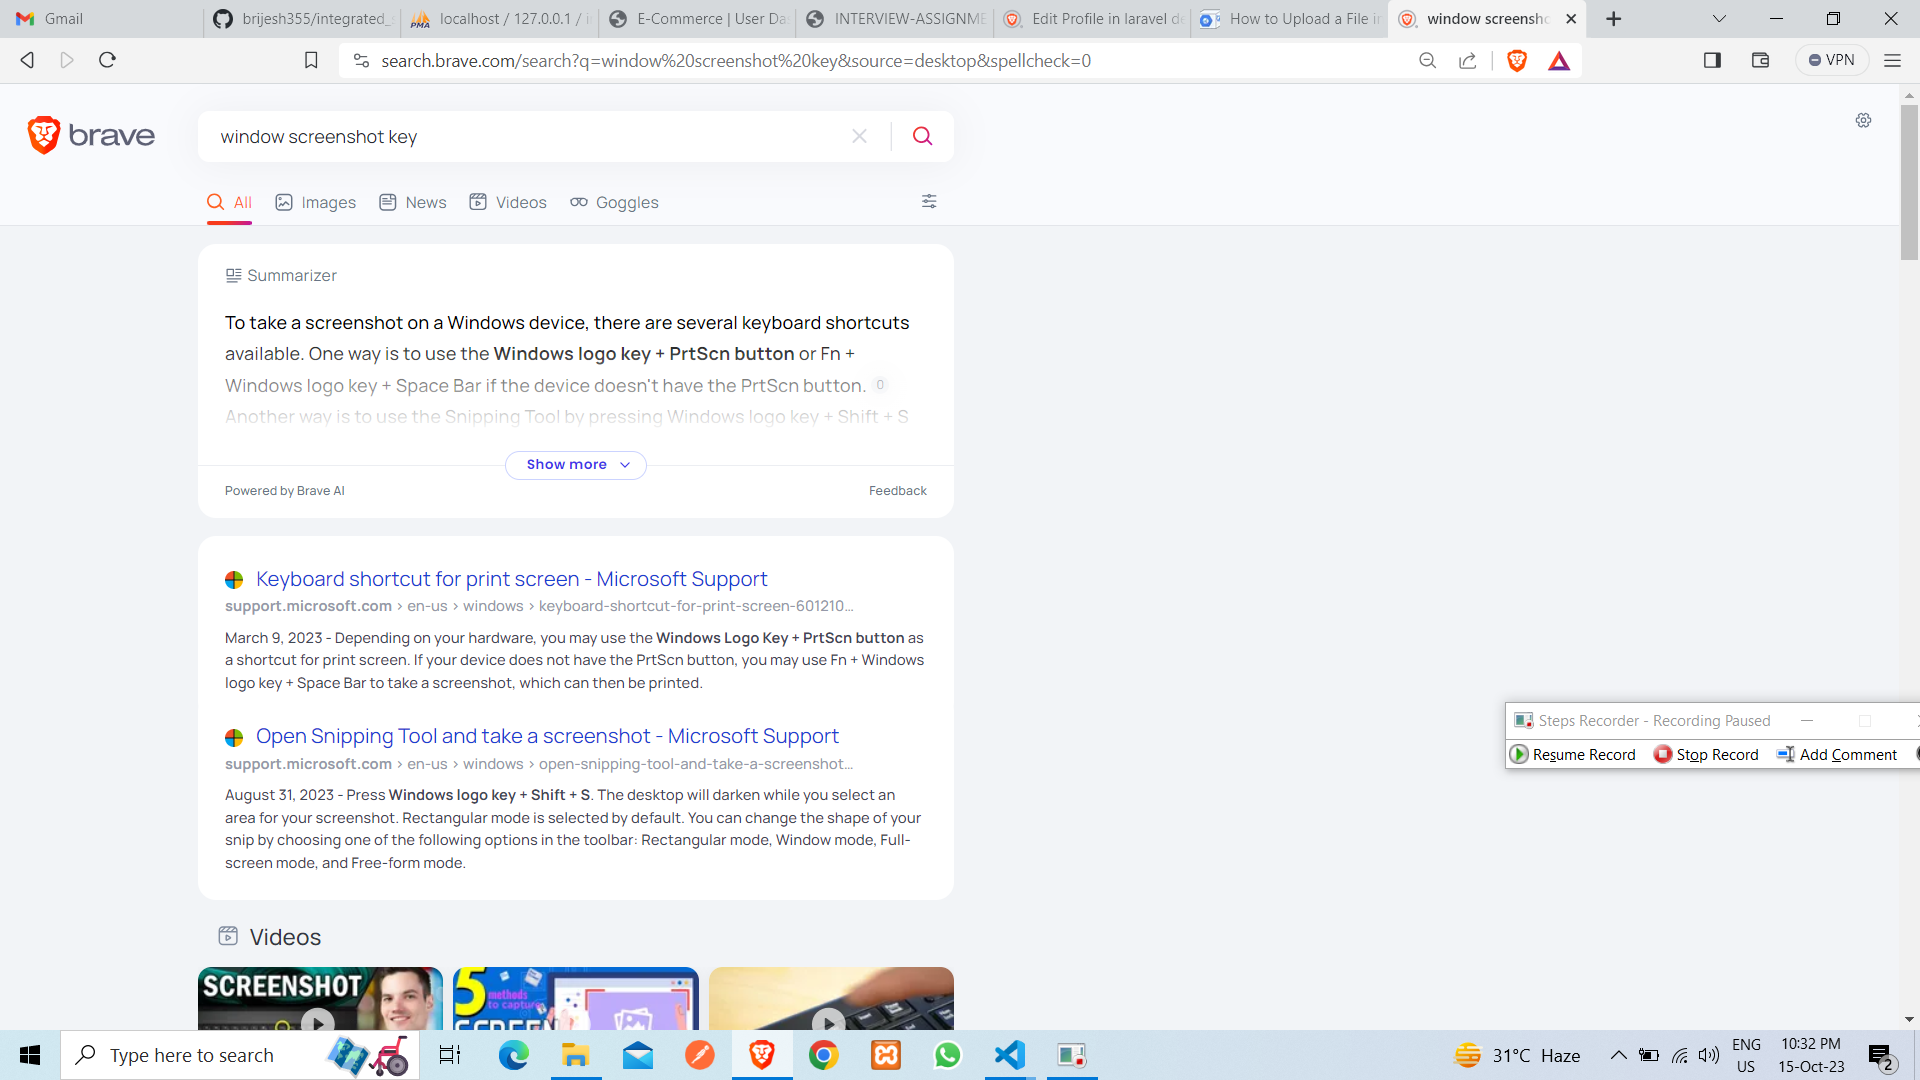 Gmail
brijesh355/integrated_
localhost / 127.0.0.1 / i
E-Commerce | User Da
INTERVIEW-ASSIGNME
Edit Profile in laravel de
How to Upload a File in
window screensho
search.brave.com/search?q=window%20screenshot%20key&source=desktop&spellcheck=0
VPN
brave
window screenshot key
All
Images
News
Videos
Goggles
Summarizer
To take a screenshot on a Windows device, there are several keyboard shortcuts
available. One way is to use the Windows logo key + PrtScn button or Fn +
Windows logo key + Space Bar if the device doesn't have the PrtScn button. 0
Another way is to use the Snipping Tool by pressing Windows logo key + Shift + S
Show more
Powered by Brave AI
Feedback
Keyboard shortcut for print screen - Microsoft Support
support.microsoft.com › en-us › windows › keyboard-shortcut-for-print-screen-601210...
March 9, 2023 - Depending on your hardware, you may use the Windows Logo Key + PrtScn button as
a shortcut for print screen. If your device does not have the PrtScn button, you may use Fn + Windows
logo key + Space Bar to take a screenshot, which can then be printed.
Open Snipping Tool and take a screenshot - Microsoft Support
support.microsoft.com › en-us › windows › open-snipping-tool-and-take-a-screenshot...
August 31, 2023 - Press Windows logo key + Shift + S. The desktop will darken while you select an
area for your screenshot. Rectangular mode is selected by default. You can change the shape of your
snip by choosing one of the following options in the toolbar: Rectangular mode, Window mode, Full-
screen mode, and Free-form mode.
Steps Recorder - Recording Paused
Resume Record
Stop Record
Add Comment
Videos
SCREENSHOT
5
methods
to capture
SCREEN
Type here to search
31°C Haze
ENG
US
10:32 PM
15-Oct-23
2